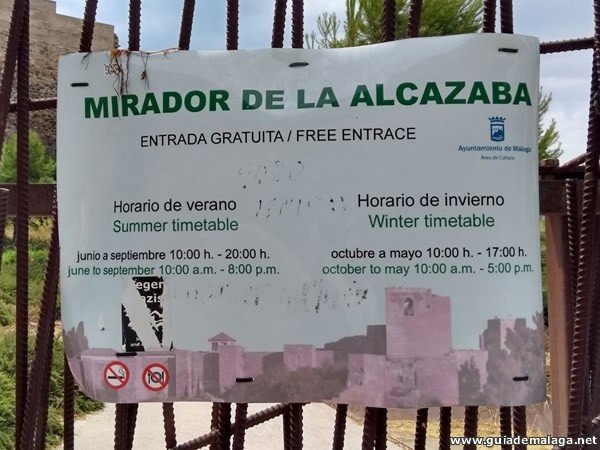 MIRADOR DE LA ALCAZABA
ENTRADA GRATUITA / FREE ENTRACE
Ayuntamiento de Málaga
Área de Cultura
Horario de verano
Summer timetable
junio a septiembre 10:00 h. - 20:00 h.
june to september 10:00 a.m. - 8:00 p.m.
Horario de invierno
Winter timetable
octubre a mayo 10:00 h. - 17:00 h.
october to may 10:00 a.m. - 5:00 p.m.
www.guiademalaga.net